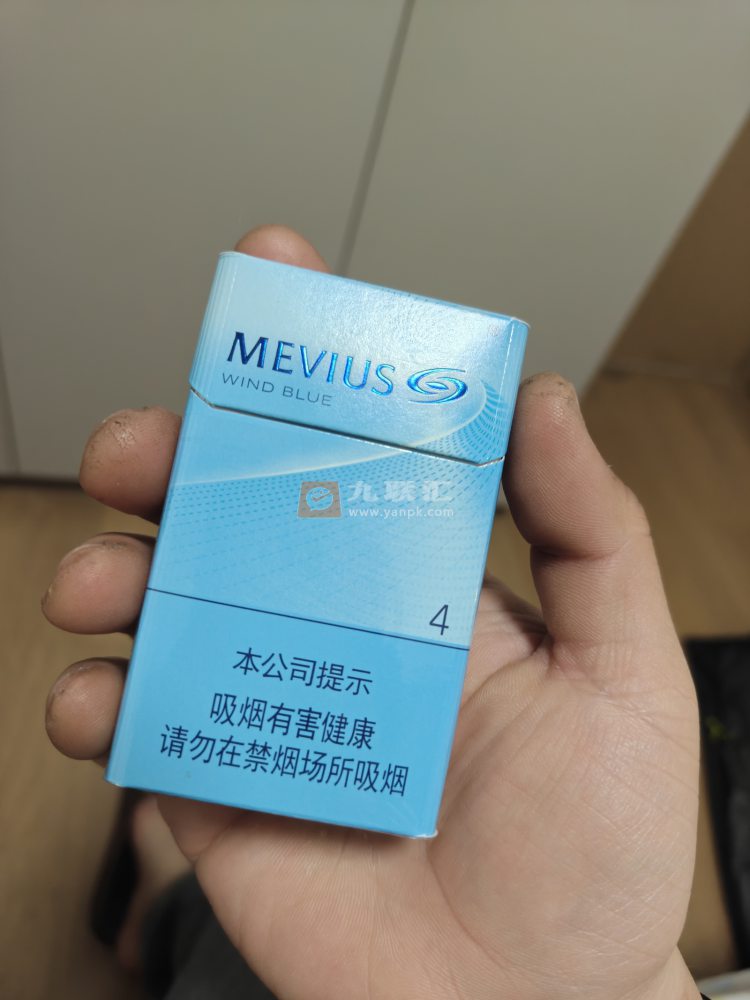 MEVIUS
WIND BLUE
九联汇
www.yanpk.com
4
本公司提示
吸烟有害健康
请勿在禁烟场所吸烟